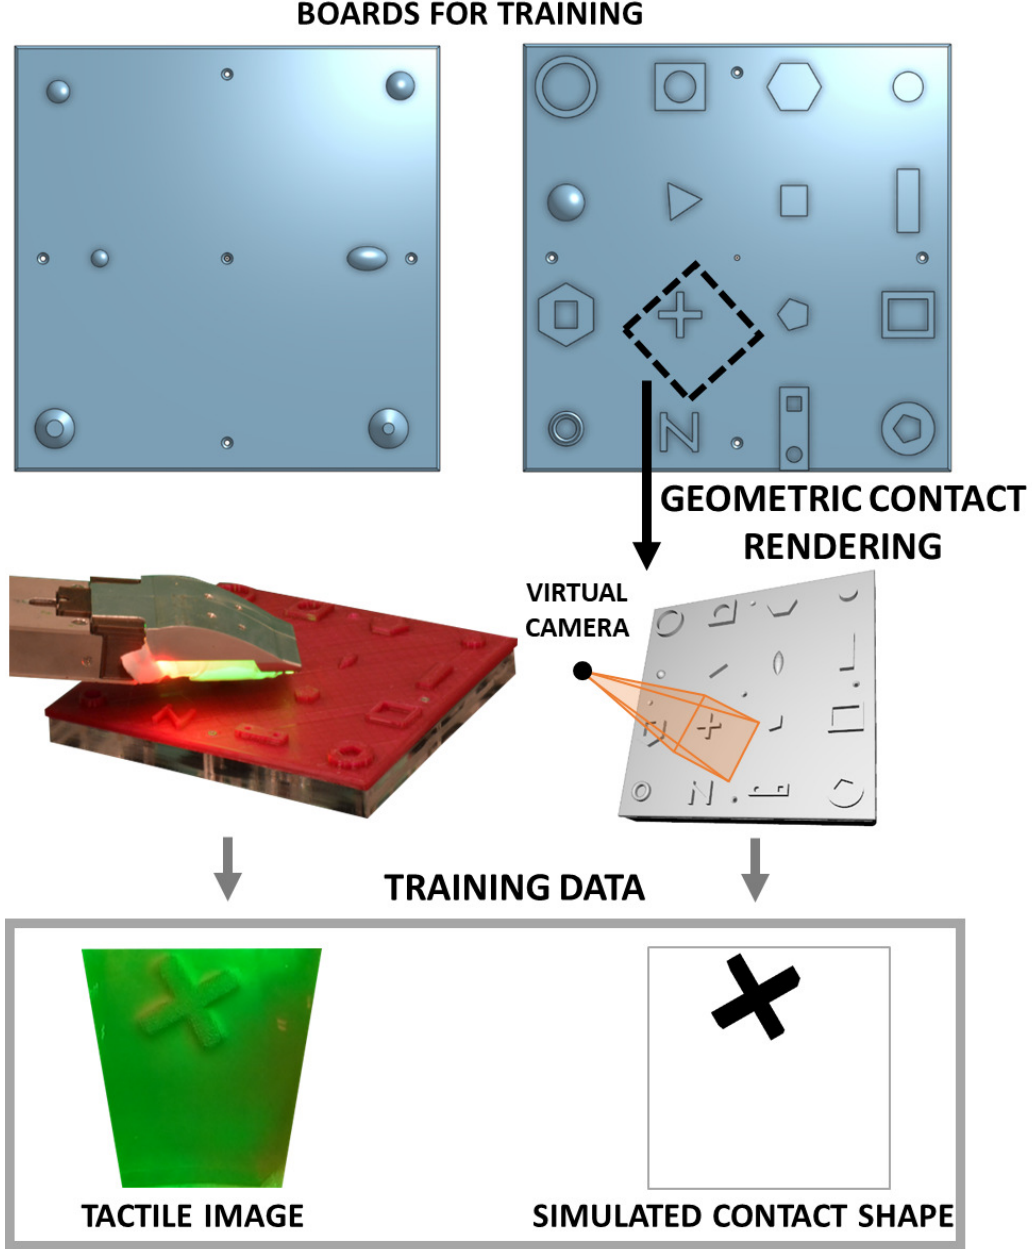 BOARDS FOR TRAINING
GEOMETRIC CONTACT
RENDERING
VIRTUAL
CAMERA
TRAINING DATA
TACTILE IMAGE
SIMULATED CONTACT SHAPE